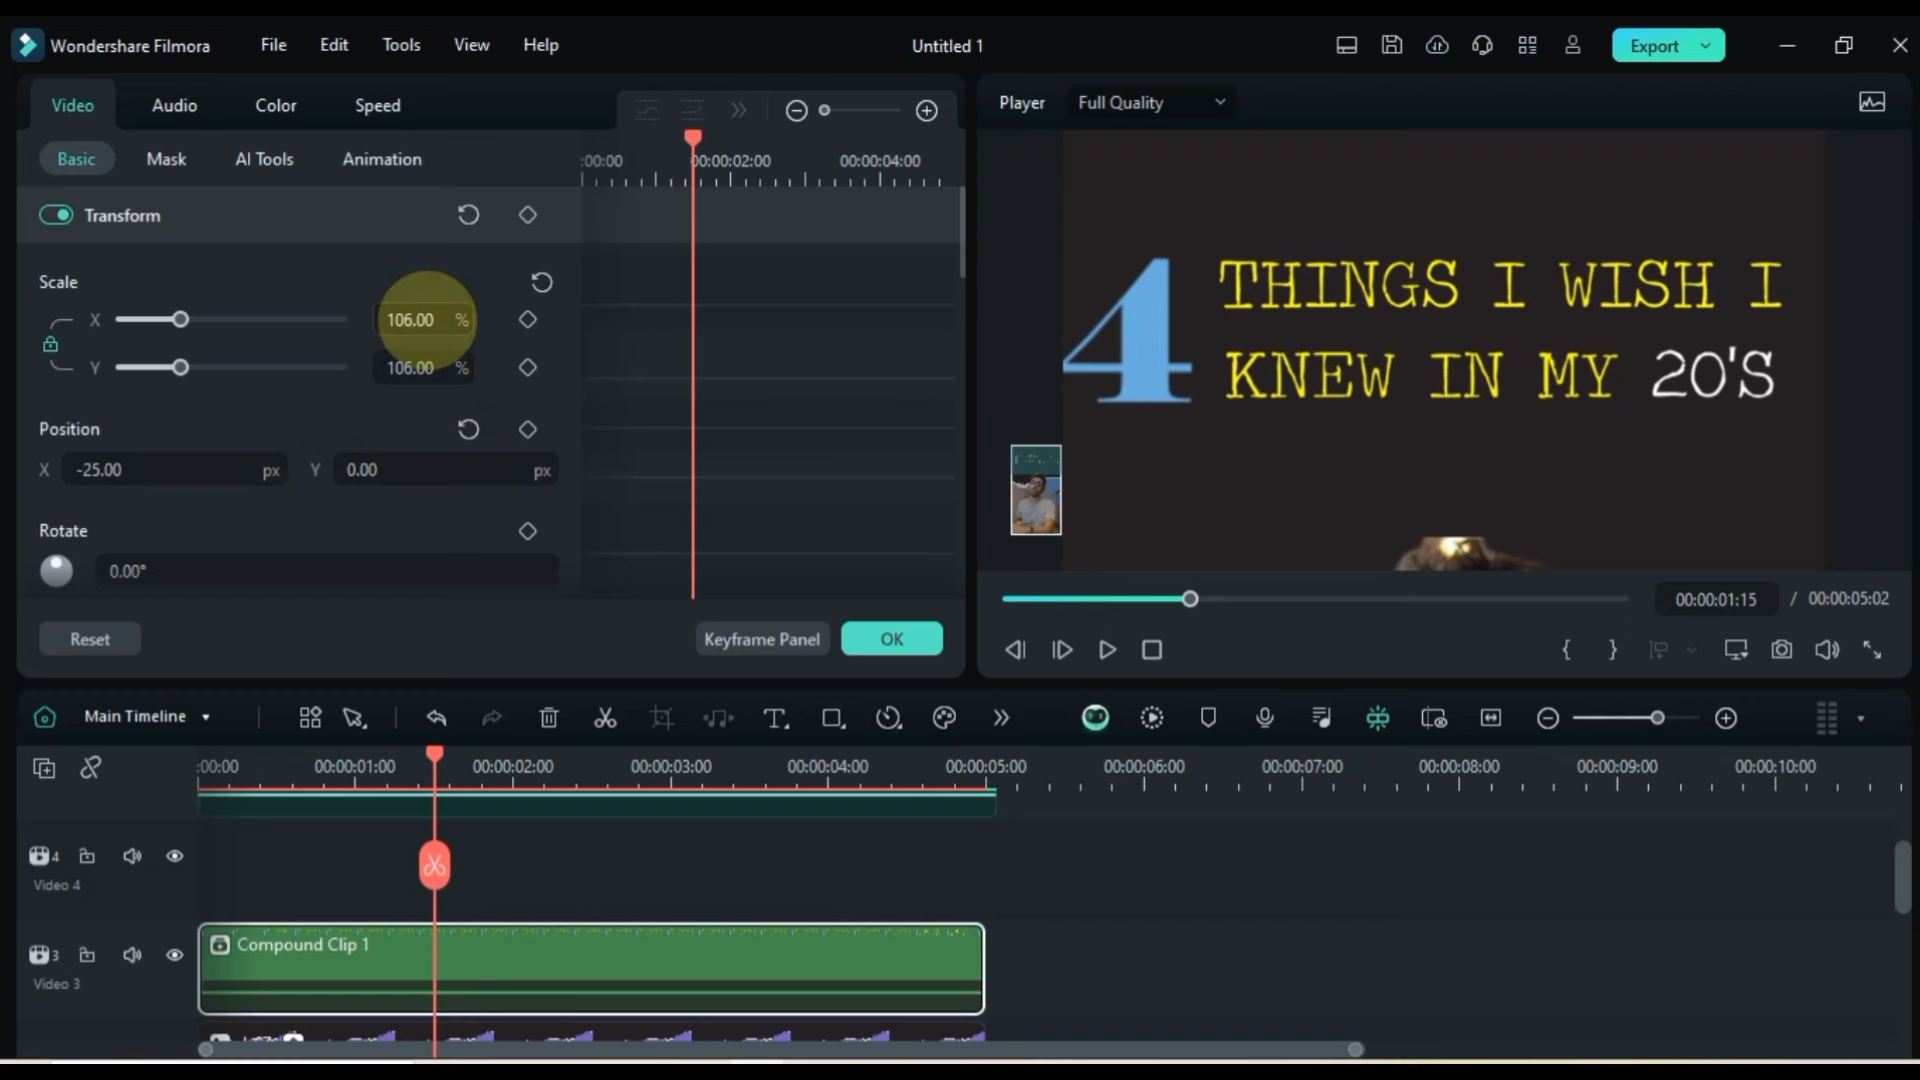 Wondershare Filmora File Edit Tools View Help Untitled 1 Export
Video Audio Color Speed
Player Full Quality
Basic Mask AI Tools Animation
:00:00 00:00:02:00 00:00:04:00
Transform
Scale
X 106.00 %
Y 106.00 %
Position
X -25.00 px Y 0.00 px
Rotate
0.00°
Reset Keyframe Panel OK
4 THINGS I WISH I
KNEW IN MY 20'S
00:00:01:15 / 00:00:05:02
Main Timeline
:00:00 00:00:01:00 00:00:02:00 00:00:03:00 00:00:04:00 00:00:05:00 00:00:06:00 00:00:07:00 00:00:08:00 00:00:09:00 00:00:10:00
4
Video 4
Compound Clip 1
3
Video 3